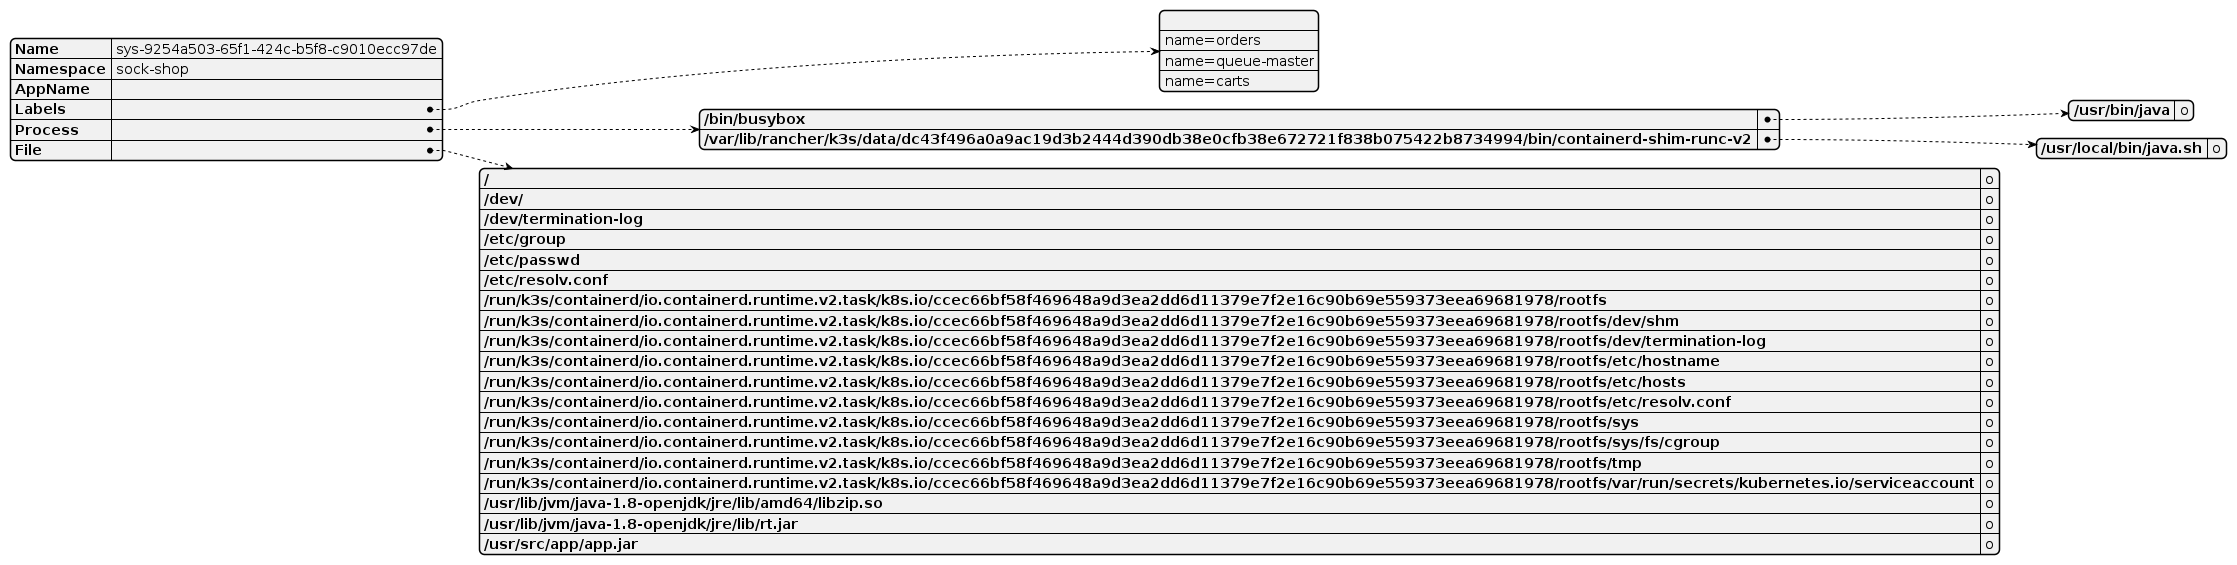 name=orders
name=queue-master
name=carts
Name sys-9254a503-65f1-424c-b5f8-c9010ecc97de
Namespace sock-shop
AppName
Labels
Process
File
/bin/busybox
/var/lib/rancher/k3s/data/dc43f496a0a9ac19d3b2444d390db38e0cfb38e672721f838b075422b8734994/bin/containerd-shim-runc-v2
/usr/bin/java o
/usr/local/bin/java.sh o
/ o
/dev/ o
/dev/termination-log o
/etc/group o
/etc/passwd o
/etc/resolv.conf o
/run/k3s/containerd/io.containerd.runtime.v2.task/k8s.io/ccec66bf58f469648a9d3ea2dd6d11379e7f2e16c90b69e559373eea69681978/rootfs o
/run/k3s/containerd/io.containerd.runtime.v2.task/k8s.io/ccec66bf58f469648a9d3ea2dd6d11379e7f2e16c90b69e559373eea69681978/rootfs/dev/shm o
/run/k3s/containerd/io.containerd.runtime.v2.task/k8s.io/ccec66bf58f469648a9d3ea2dd6d11379e7f2e16c90b69e559373eea69681978/rootfs/dev/termination-log o
/run/k3s/containerd/io.containerd.runtime.v2.task/k8s.io/ccec66bf58f469648a9d3ea2dd6d11379e7f2e16c90b69e559373eea69681978/rootfs/etc/hostname o
/run/k3s/containerd/io.containerd.runtime.v2.task/k8s.io/ccec66bf58f469648a9d3ea2dd6d11379e7f2e16c90b69e559373eea69681978/rootfs/etc/hosts o
/run/k3s/containerd/io.containerd.runtime.v2.task/k8s.io/ccec66bf58f469648a9d3ea2dd6d11379e7f2e16c90b69e559373eea69681978/rootfs/etc/resolv.conf o
/run/k3s/containerd/io.containerd.runtime.v2.task/k8s.io/ccec66bf58f469648a9d3ea2dd6d11379e7f2e16c90b69e559373eea69681978/rootfs/sys o
/run/k3s/containerd/io.containerd.runtime.v2.task/k8s.io/ccec66bf58f469648a9d3ea2dd6d11379e7f2e16c90b69e559373eea69681978/rootfs/sys/fs/cgroup o
/run/k3s/containerd/io.containerd.runtime.v2.task/k8s.io/ccec66bf58f469648a9d3ea2dd6d11379e7f2e16c90b69e559373eea69681978/rootfs/tmp o
/run/k3s/containerd/io.containerd.runtime.v2.task/k8s.io/ccec66bf58f469648a9d3ea2dd6d11379e7f2e16c90b69e559373eea69681978/rootfs/var/run/secrets/kubernetes.io/serviceaccount o
/usr/lib/jvm/java-1.8-openjdk/jre/lib/amd64/libzip.so o
/usr/lib/jvm/java-1.8-openjdk/jre/lib/rt.jar o
/usr/src/app/app.jar o